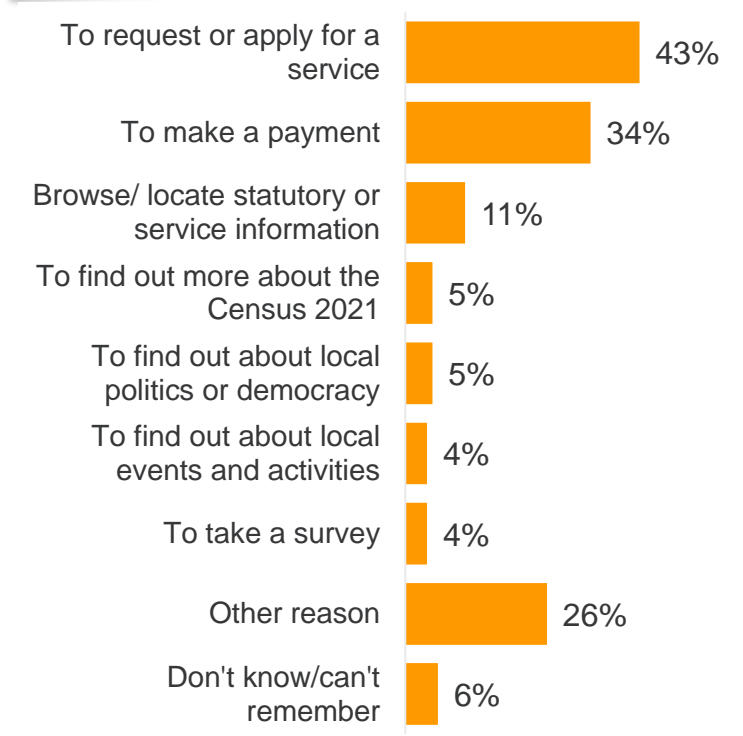 To request or apply for a
service
43%
To make a payment
34%
Browse/ locate statutory or
service information
11%
To find out more about the
Census 2021
5%
To find out about local
politics or democracy
5%
To find out about local
events and activities
4%
To take a survey
4%
Other reason
26%
Don't know/can't
remember
6%